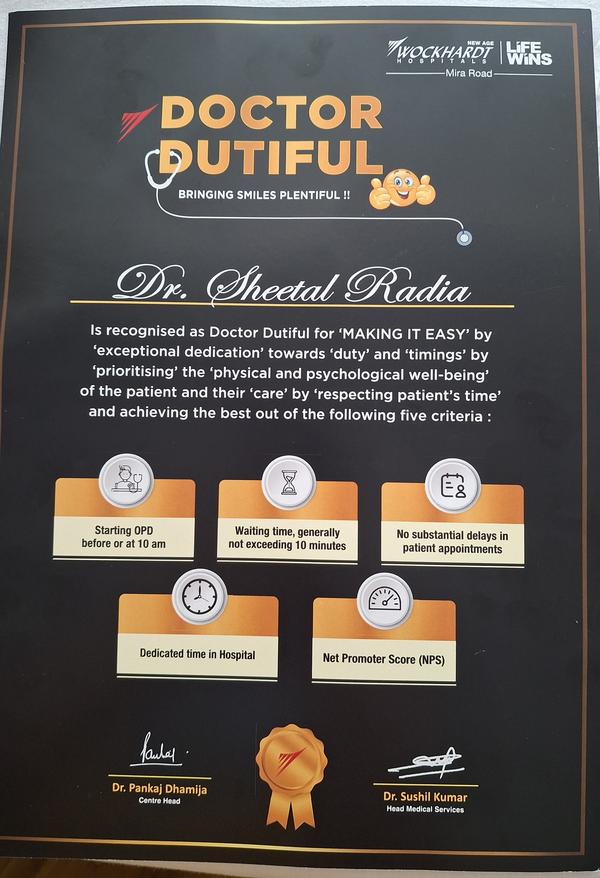 NEW AGE
WOCKHARDT
HOSPITALS
LiFE
WiNS
Mira Road
DOCTOR
DUTIFUL
BRINGING SMILES PLENTIFUL !!
Dr. Sheetal Radia
Is recognised as Doctor Dutiful for ‘MAKING IT EASY’ by
‘exceptional dedication’ towards ‘duty’ and ‘timings’ by
‘prioritising’ the ‘physical and psychological well-being’
of the patient and their ‘care’ by ‘respecting patient’s time’
and achieving the best out of the following five criteria :
Starting OPD
before or at 10 am
Waiting time, generally
not exceeding 10 minutes
No substantial delays in
patient appointments
Dedicated time in Hospital
Net Promoter Score (NPS)
Dr. Pankaj Dhamija
Centre Head
Dr. Sushil Kumar
Head Medical Services